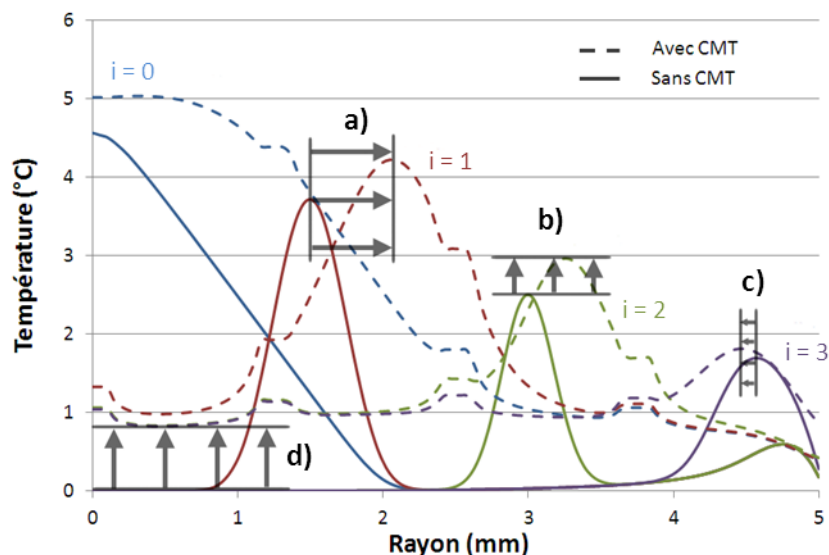 6
5
4
3
2
1
0
Température (°C)
i = 0
a)
i = 1
b)
i = 2
c)
i = 3
d)
Avec CMT
Sans CMT
0 1 2 3 4 5
Rayon (mm)